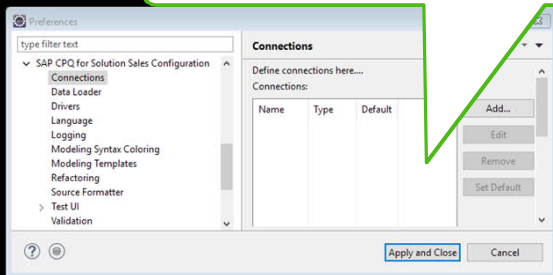 Preferences
type filter text
SAP CPQ for Solution Sales Configuration
Connections
Data Loader
Drivers
Language
Logging
Modeling Syntax Coloring
Modeling Templates
Refactoring
Source Formatter
Test UI
Validation
Connections
Define connections here....
Connections:
Name Type Default
Add...
Edit
Remove
Set Default
Apply and Close Cancel